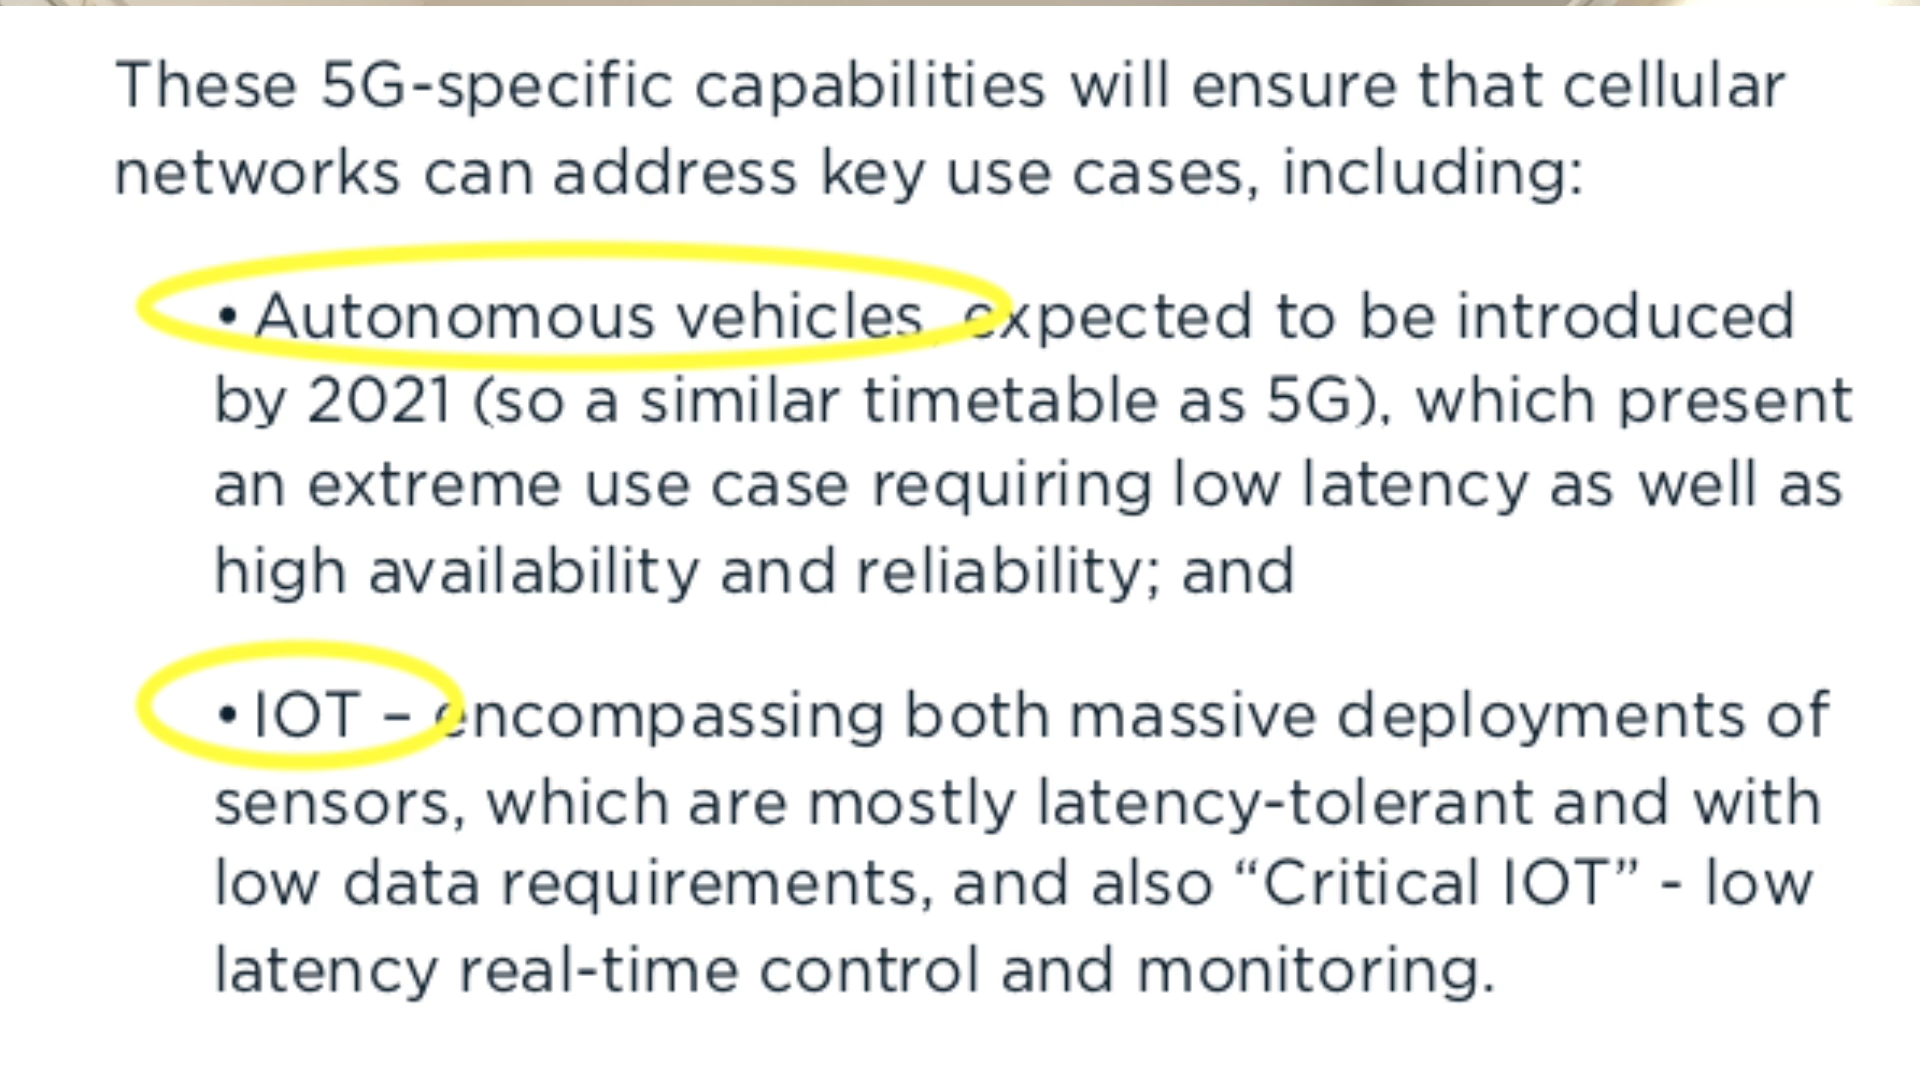 These 5G-specific capabilities will ensure that cellular
networks can address key use cases, including:
• Autonomous vehicles, expected to be introduced
by 2021 (so a similar timetable as 5G), which present
an extreme use case requiring low latency as well as
high availability and reliability; and
• IOT – encompassing both massive deployments of
sensors, which are mostly latency-tolerant and with
low data requirements, and also “Critical IOT” - low
latency real-time control and monitoring.